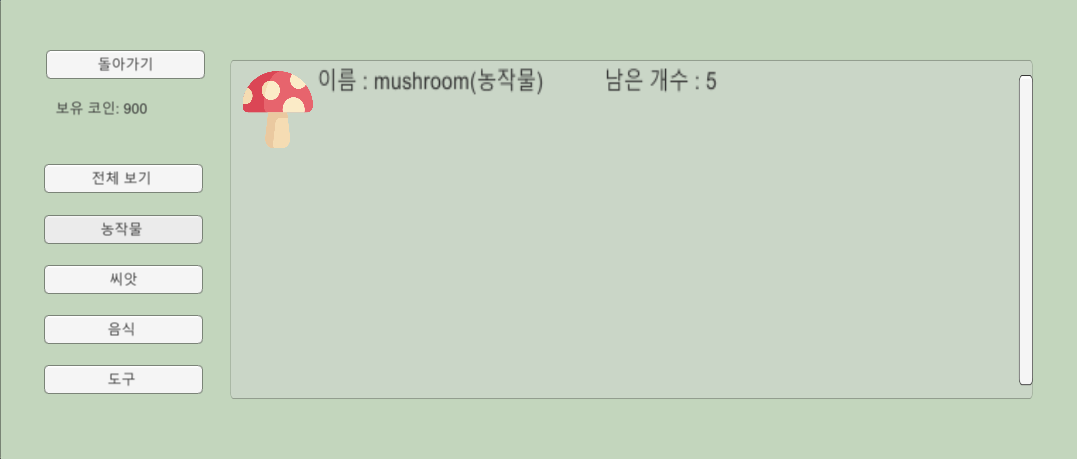 돌아가기
보유 코인: 900
전체 보기
농작물
씨앗
음식
도구
이름 : mushroom(농작물) 남은 개수 : 5